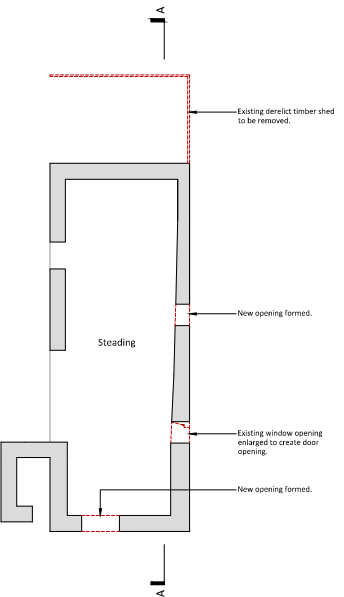 A
Existing derelict timber shed
to be removed.
New opening formed.
Steading
Existing window opening
enlarged to create door
opening.
New opening formed.
A